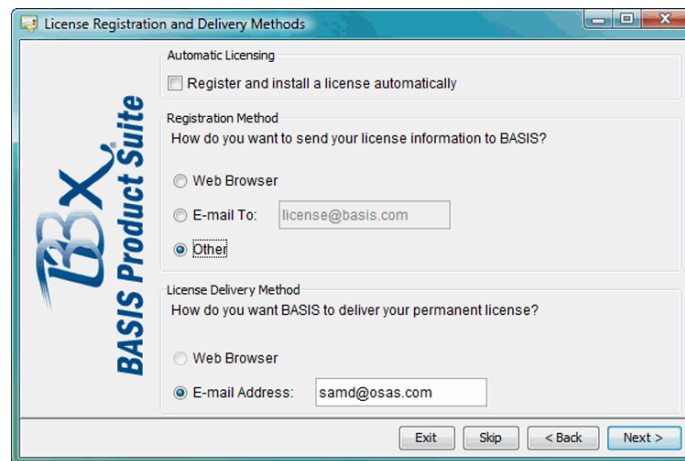 License Registration and Delivery Methods
Automatic Licensing
Register and install a license automatically
Registration Method
How do you want to send your license information to BASIS?
Web Browser
E-mail To: license@basis.com
Other
License Delivery Method
How do you want BASIS to deliver your permanent license?
Web Browser
E-mail Address: samd@osas.com
BBX
BASIS Product Suite
Exit Skip < Back Next >